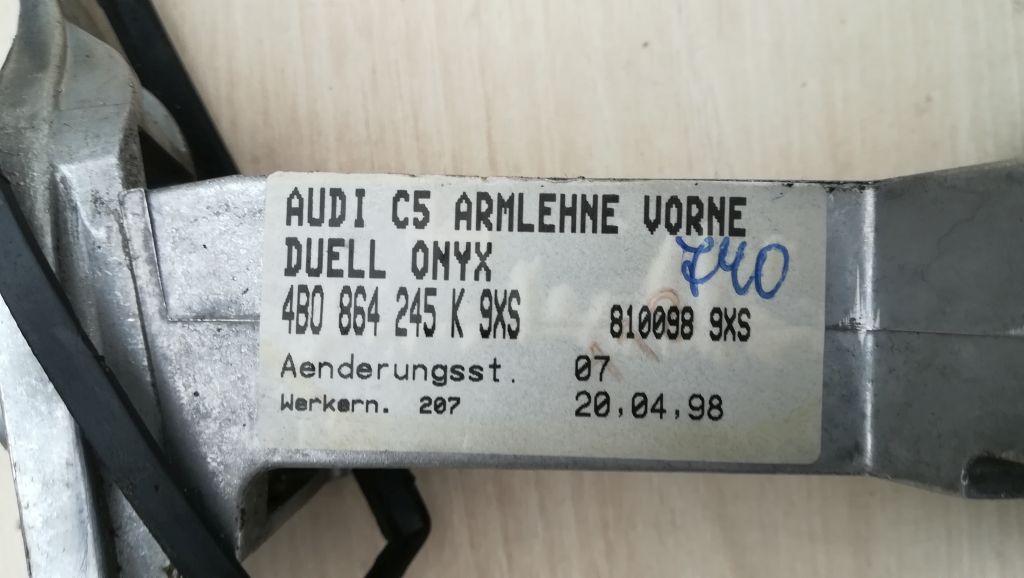 AUDI C5 ARMLEHNE VORNE
DUELL ONYX 740
4B0 864 245 K 9XS 810098 9XS
Aenderungsst. 07
Werkern. 207 20.04.98